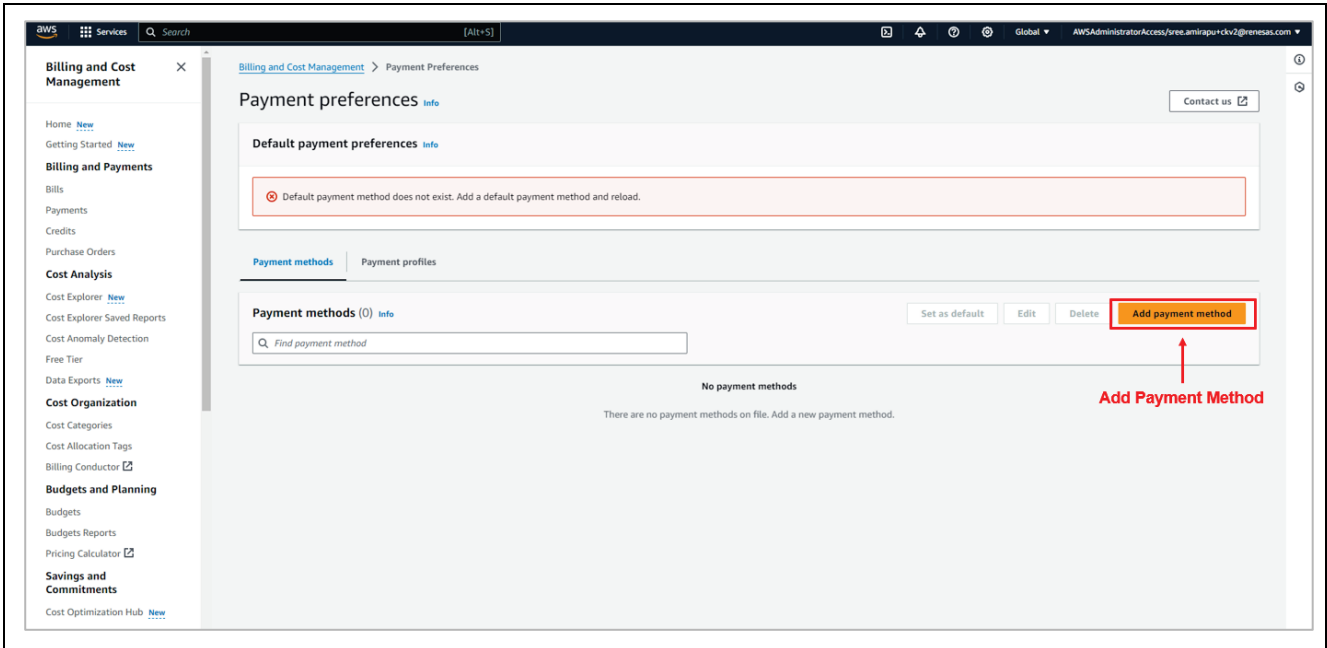 aws Services Search [Alt+S] Global AWSAdministratorAccess/sree.amirapu+ckv2@renesas.com
Billing and Cost
Management
Home New
Getting Started New
Billing and Payments
Bills
Payments
Credits
Purchase Orders
Cost Analysis
Cost Explorer New
Cost Explorer Saved Reports
Cost Anomaly Detection
Free Tier
Data Exports New
Cost Organization
Cost Categories
Cost Allocation Tags
Billing Conductor
Budgets and Planning
Budgets
Budgets Reports
Pricing Calculator
Savings and
Commitments
Cost Optimization Hub New
Billing and Cost Management > Payment Preferences
Payment preferences Info
Contact us
Default payment preferences Info
Default payment method does not exist. Add a default payment method and reload.
Payment methods Payment profiles
Payment methods (0) Info
Set as default Edit Delete Add payment method
Find payment method
No payment methods
There are no payment methods on file. Add a new payment method.
Add Payment Method